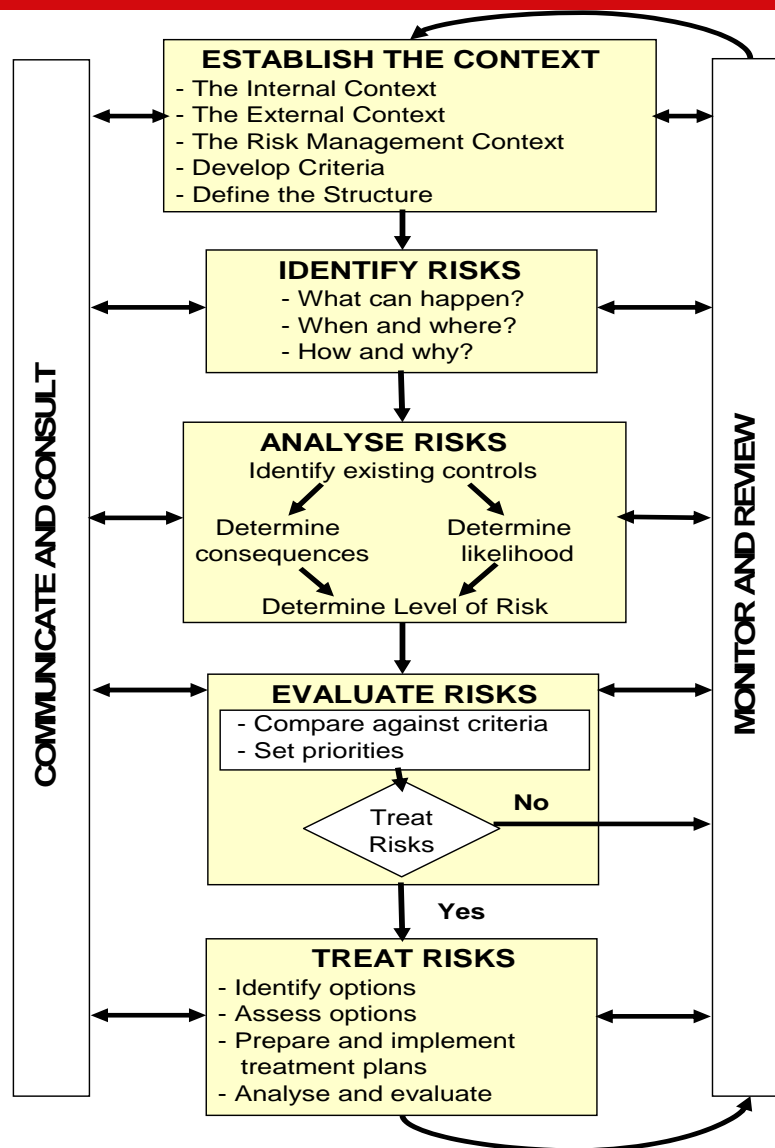 ESTABLISH THE CONTEXT
- The Internal Context
- The External Context
- The Risk Management Context
- Develop Criteria
- Define the Structure
IDENTIFY RISKS
- What can happen?
- When and where?
- How and why?
ANALYSE RISKS
Identify existing controls
Determine
consequences
Determine
likelihood
Determine Level of Risk
EVALUATE RISKS
- Compare against criteria
- Set priorities
Treat
Risks
No
Yes
TREAT RISKS
- Identify options
- Assess options
- Prepare and implement
treatment plans
- Analyse and evaluate
COMMUNICATE AND CONSULT
MONITOR AND REVIEW